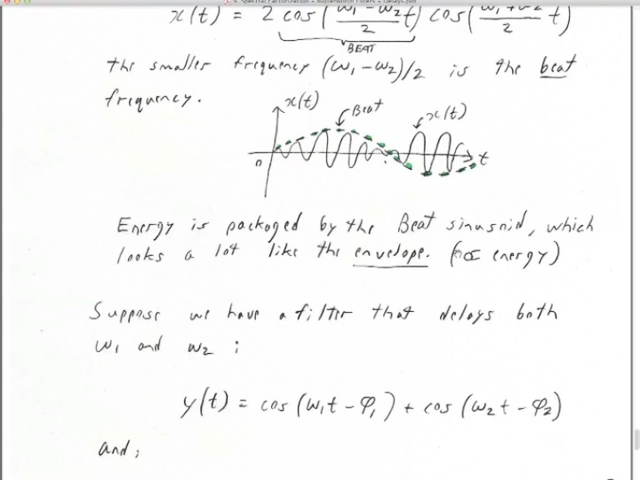 x(t) = 2 cos((ω1 − ω2)/2 t) cos((ω1 + ω2)/2 t)
BEAT
the smaller frequency (ω1 − ω2)/2 is the beat
frequency.
x(t) Beat x(t)
0 t
Energy is packaged by the Beat sinusoid, which
looks a lot like the envelope. (of energy)
Suppose we have a filter that delays both
ω1 and ω2 :
y(t) = cos(ω1t − φ1) + cos(ω2t − φ2)
and,